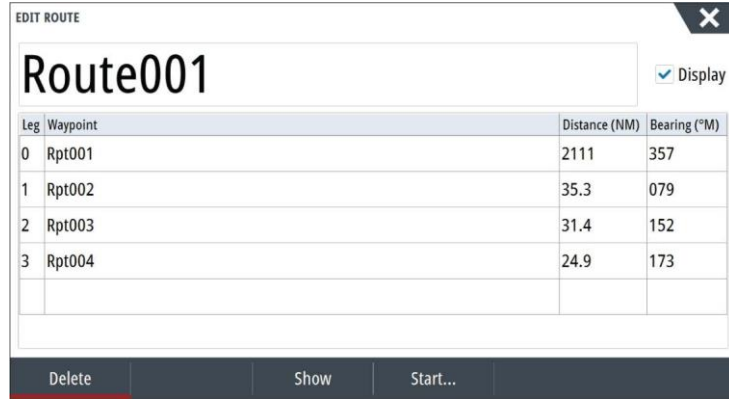 EDIT ROUTE
Route001
Display
Leg Waypoint Distance (NM) Bearing (°M)
0 Rpt001 2111 357
1 Rpt002 35.3 079
2 Rpt003 31.4 152
3 Rpt004 24.9 173
Delete Show Start...